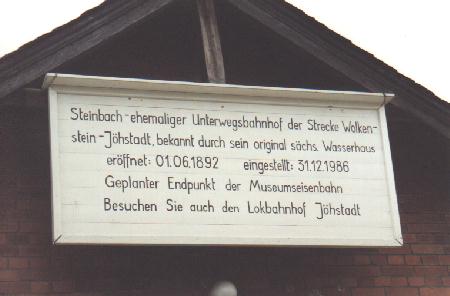 Steinbach-ehemaliger Unterwegsbahnhof der Strecke Wolken-
stein-Jöhstadt, bekannt durch sein original sächs. Wasserhaus
eröffnet: 01.06.1892 eingestellt: 31.12.1986
Geplanter Endpunkt der Museumseisenbahn
Besuchen Sie auch den Lokbahnhof Jöhstadt